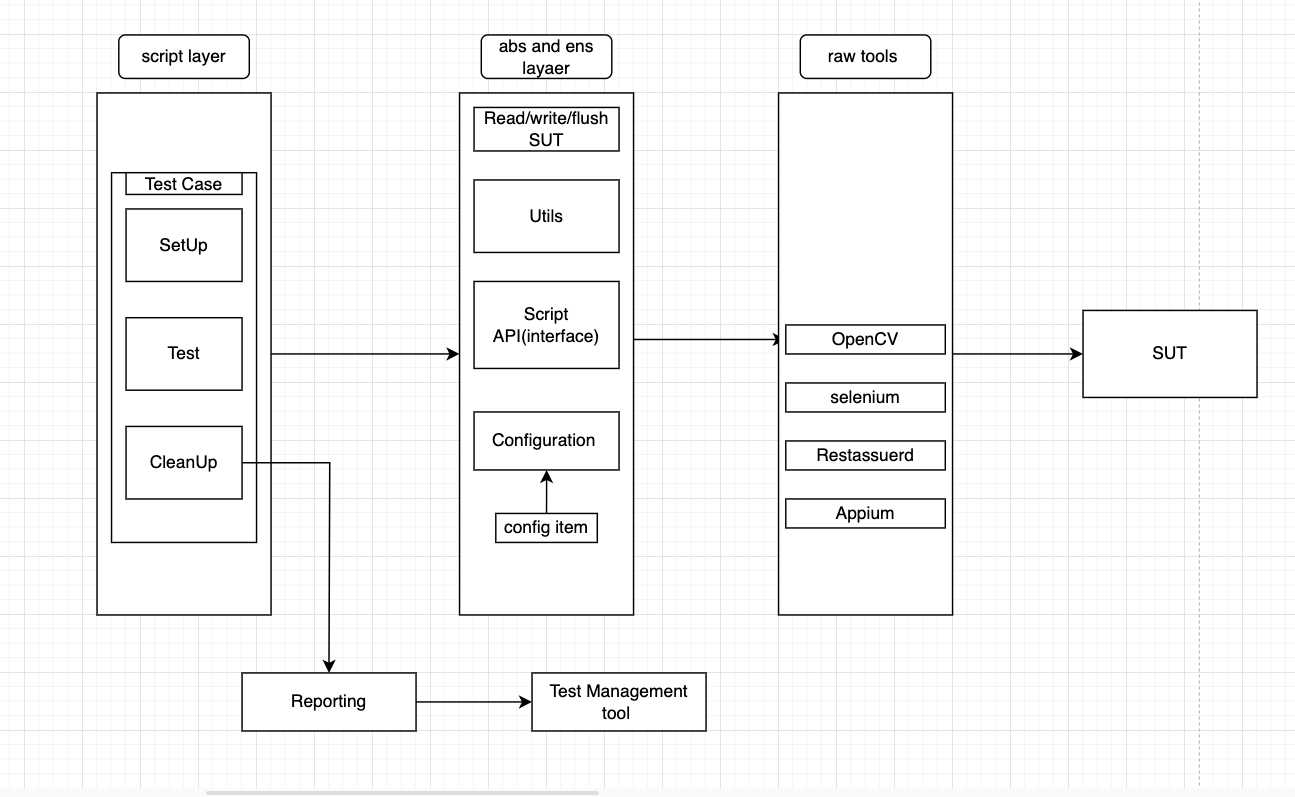 script layer
abs and ens
layaer
raw tools
Test Case
SetUp
Test
CleanUp
Read/write/flush
SUT
Utils
Script
API(interface)
Configuration
config item
OpenCV
selenium
Restassuerd
Appium
SUT
Reporting
Test Management
tool